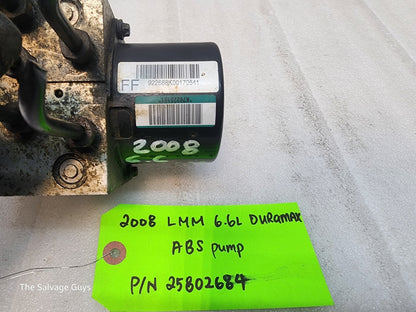 FF
2008
C-C
2008 LMM 6.6L DURAMAX
ABS pump
P/N 25802684
The Salvage Guys